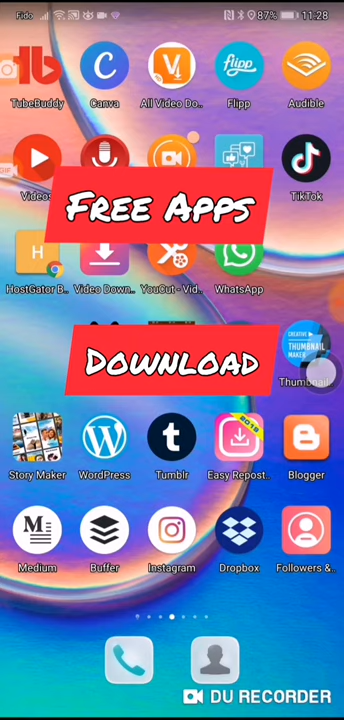 Fido 87% 11:28
TubeBuddy Canva All Video Do.. Flipp Audible
GIF
Videos TikTok
FREE APPS
H
HostGator B.. Video Down.. YouCut - Vid.. WhatsApp
CREATIVE
THUMBNAIL
MAKER
DOWNLOAD
Thumbnail..
2018
Story Maker WordPress Tumblr Easy Repost.. Blogger
Medium Buffer Instagram Dropbox Followers &..
DU RECORDER